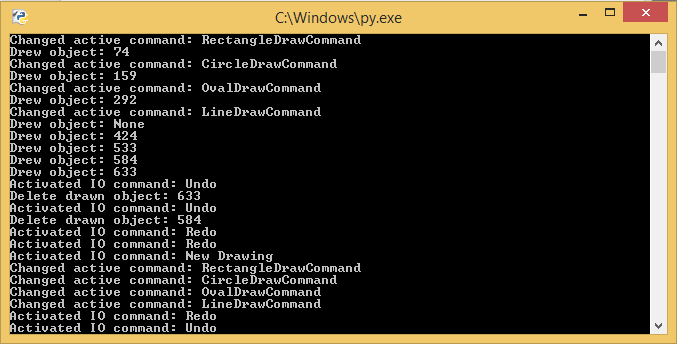 C:\Windows\py.exe
Changed active command: RectangleDrawCommand
Drew object: 74
Changed active command: CircleDrawCommand
Drew object: 159
Changed active command: OvalDrawCommand
Drew object: 292
Changed active command: LineDrawCommand
Drew object: None
Drew object: 424
Drew object: 533
Drew object: 584
Drew object: 633
Activated IO command: Undo
Delete drawn object: 633
Activated IO command: Undo
Delete drawn object: 584
Activated IO command: Redo
Activated IO command: Redo
Activated IO command: New Drawing
Changed active command: RectangleDrawCommand
Changed active command: CircleDrawCommand
Changed active command: OvalDrawCommand
Changed active command: LineDrawCommand
Activated IO command: Redo
Activated IO command: Undo